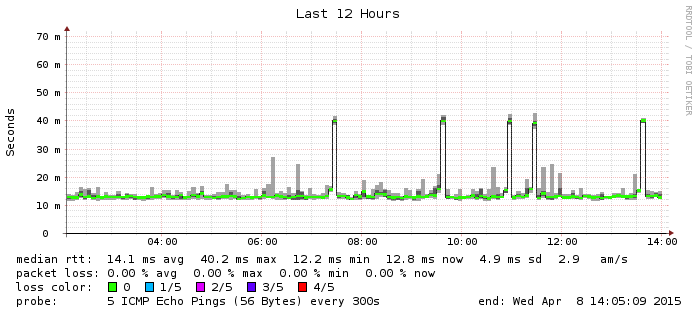 Last 12 Hours
RRDTOOL / TOBI OETIKER
Seconds
70 m
60 m
50 m
40 m
30 m
20 m
10 m
0
04:00 06:00 08:00 10:00 12:00 14:00
median rtt: 14.1 ms avg 40.2 ms max 12.2 ms min 12.8 ms now 4.9 ms sd 2.9 am/s
packet loss: 0.00 % avg 0.00 % max 0.00 % min 0.00 % now
loss color: 0 1/5 2/5 3/5 4/5
probe: 5 ICMP Echo Pings (56 Bytes) every 300s end: Wed Apr 8 14:05:09 2015